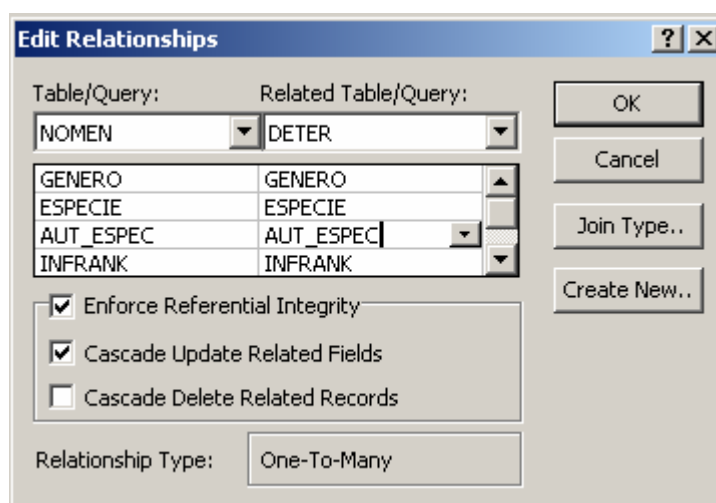 Edit Relationships
Table/Query: Related Table/Query: OK
NOMEN DETER
Cancel
GENERO GENERO
ESPECIE ESPECIE
AUT_ESPEC AUT_ESPEC Join Type..
INFRANK INFRANK
Create New..
Enforce Referential Integrity
Cascade Update Related Fields
Cascade Delete Related Records
Relationship Type: One-To-Many